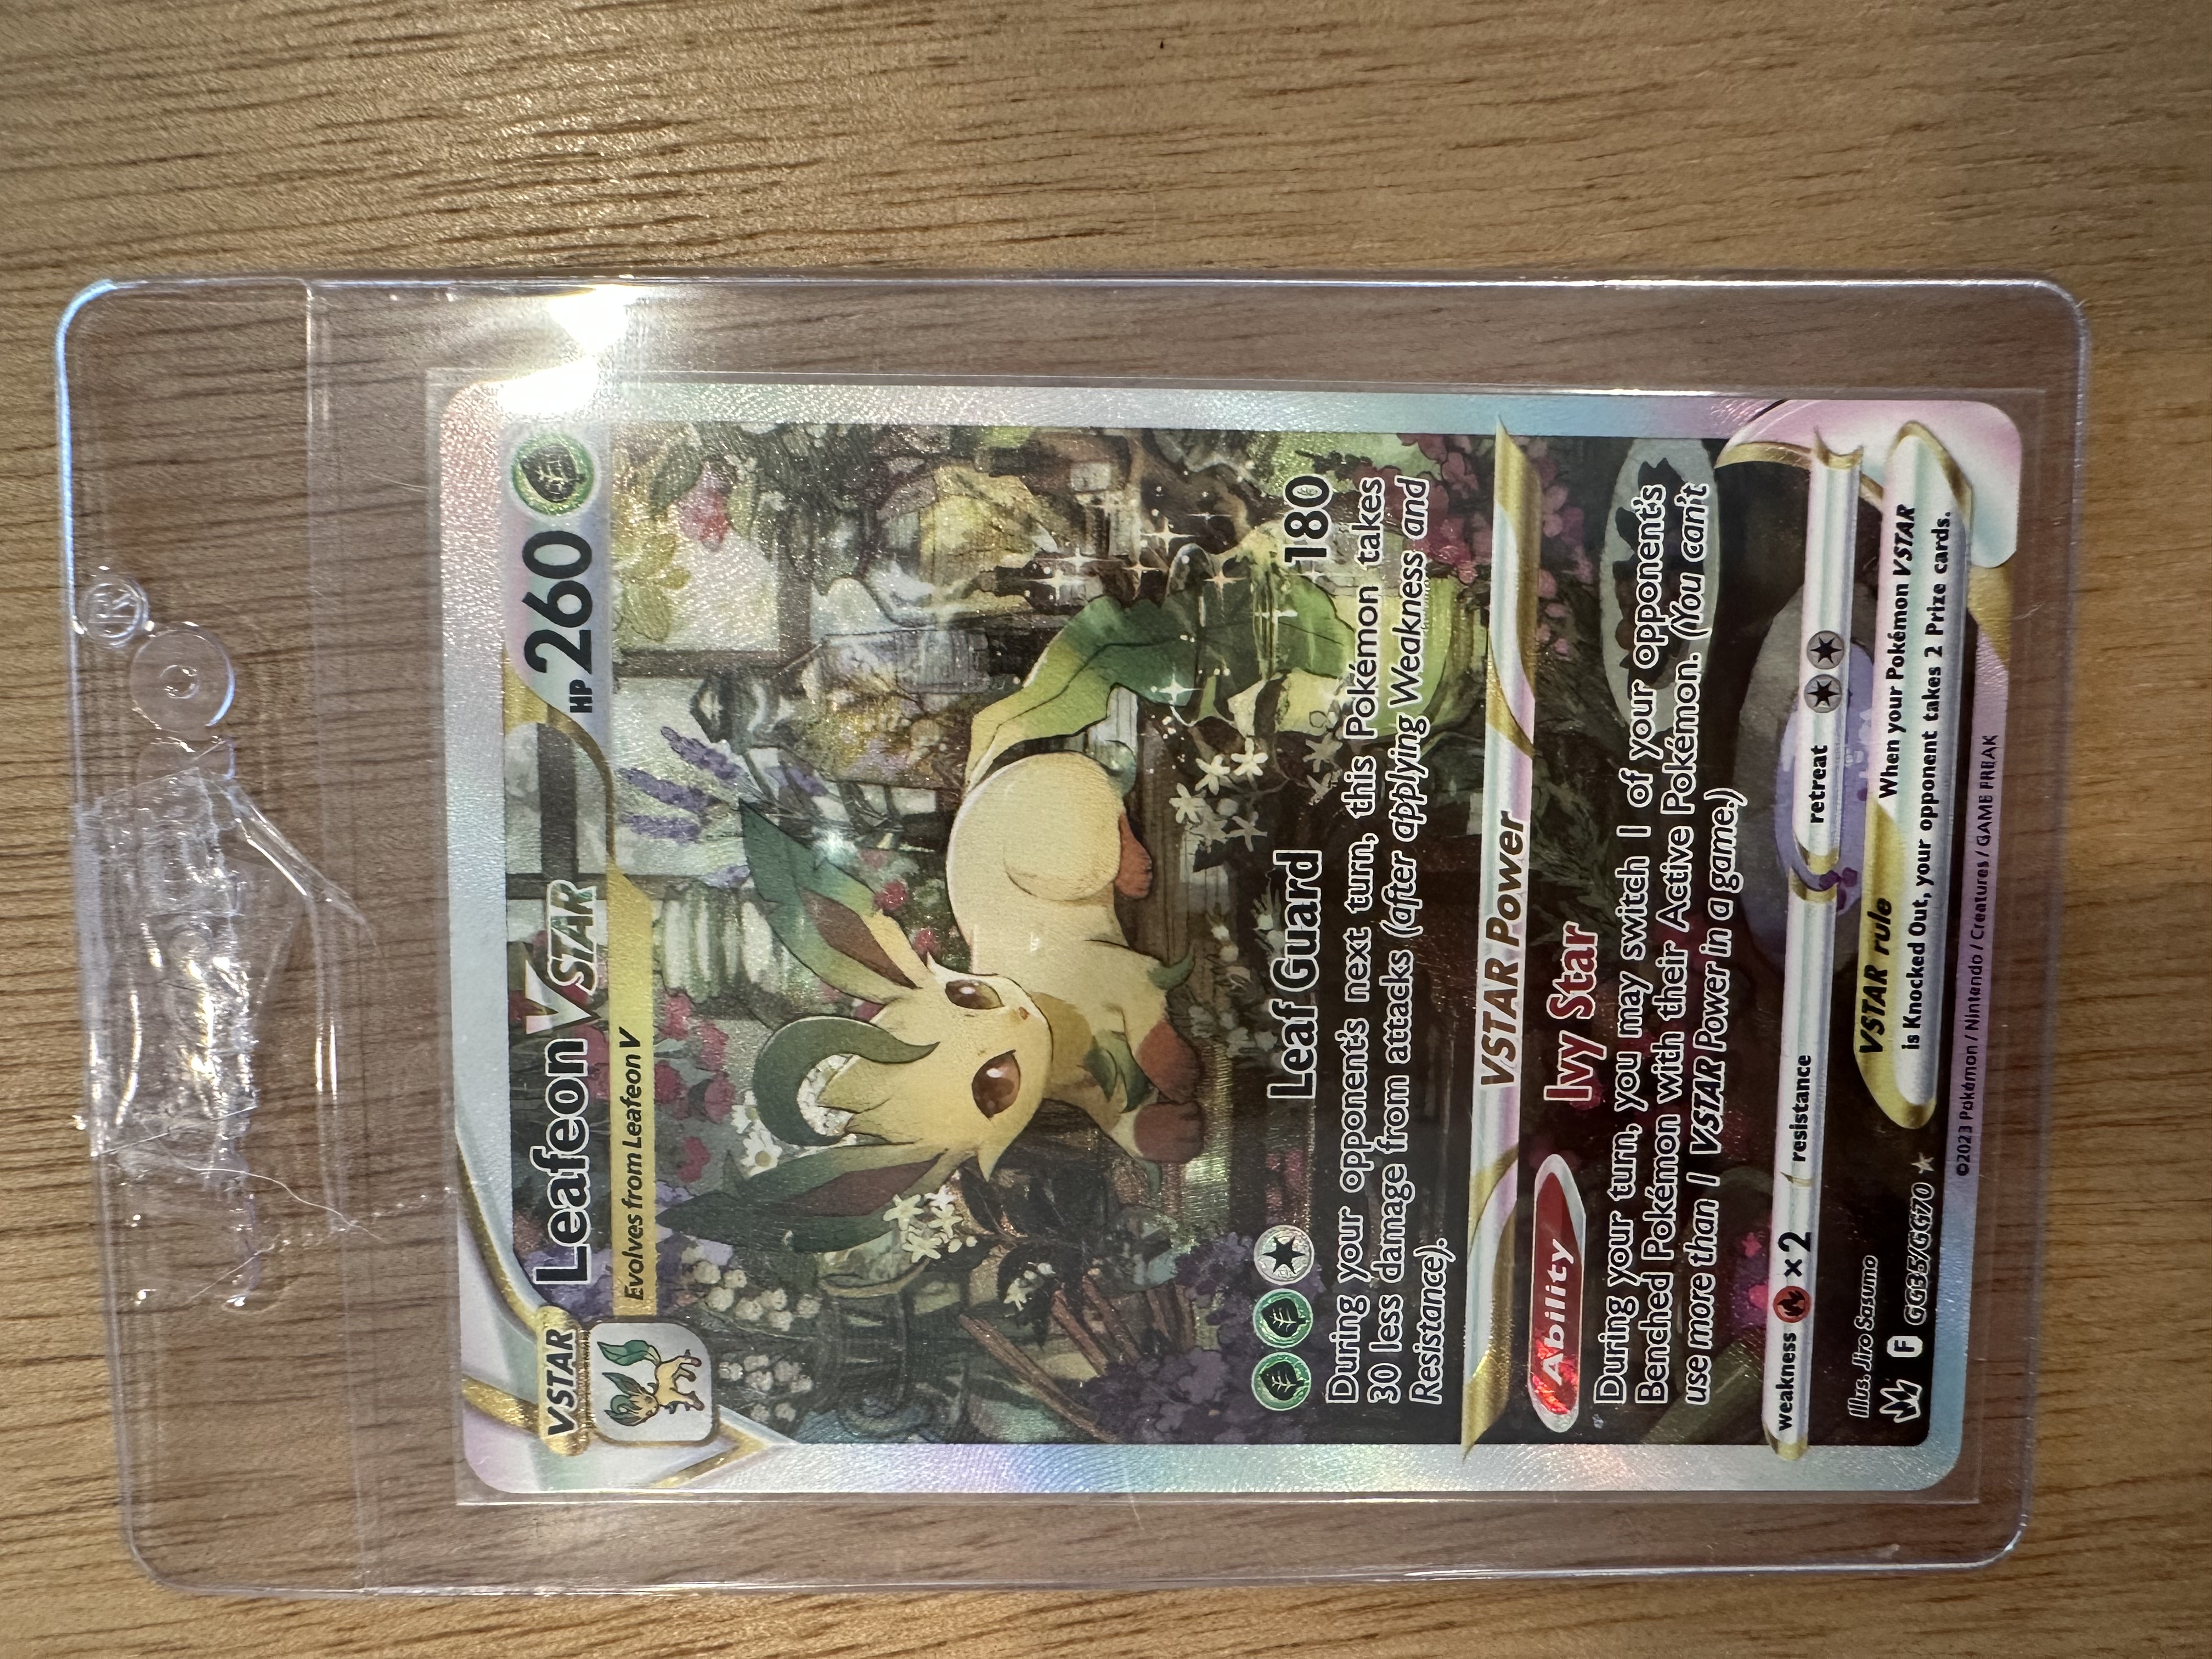 ®
VSTAR
Leafeon VSTAR
HP 260
Evolves from Leafeon V
Leaf Guard 180
During your opponent's next turn, this Pokémon takes
30 less damage from attacks (after applying Weakness and
Resistance).
VSTAR Power
Ability Ivy Star
During your turn, you may switch 1 of your opponent's
Benched Pokémon with their Active Pokémon. (You can't
use more than 1 VSTAR Power in a game.)
weakness ×2 resistance retreat
Illus. Jiro Sasumo
F GG35/GG70
VSTAR rule When your Pokémon VSTAR
is Knocked Out, your opponent takes 2 Prize cards.
©2023 Pokémon / Nintendo / Creatures / GAME FREAK